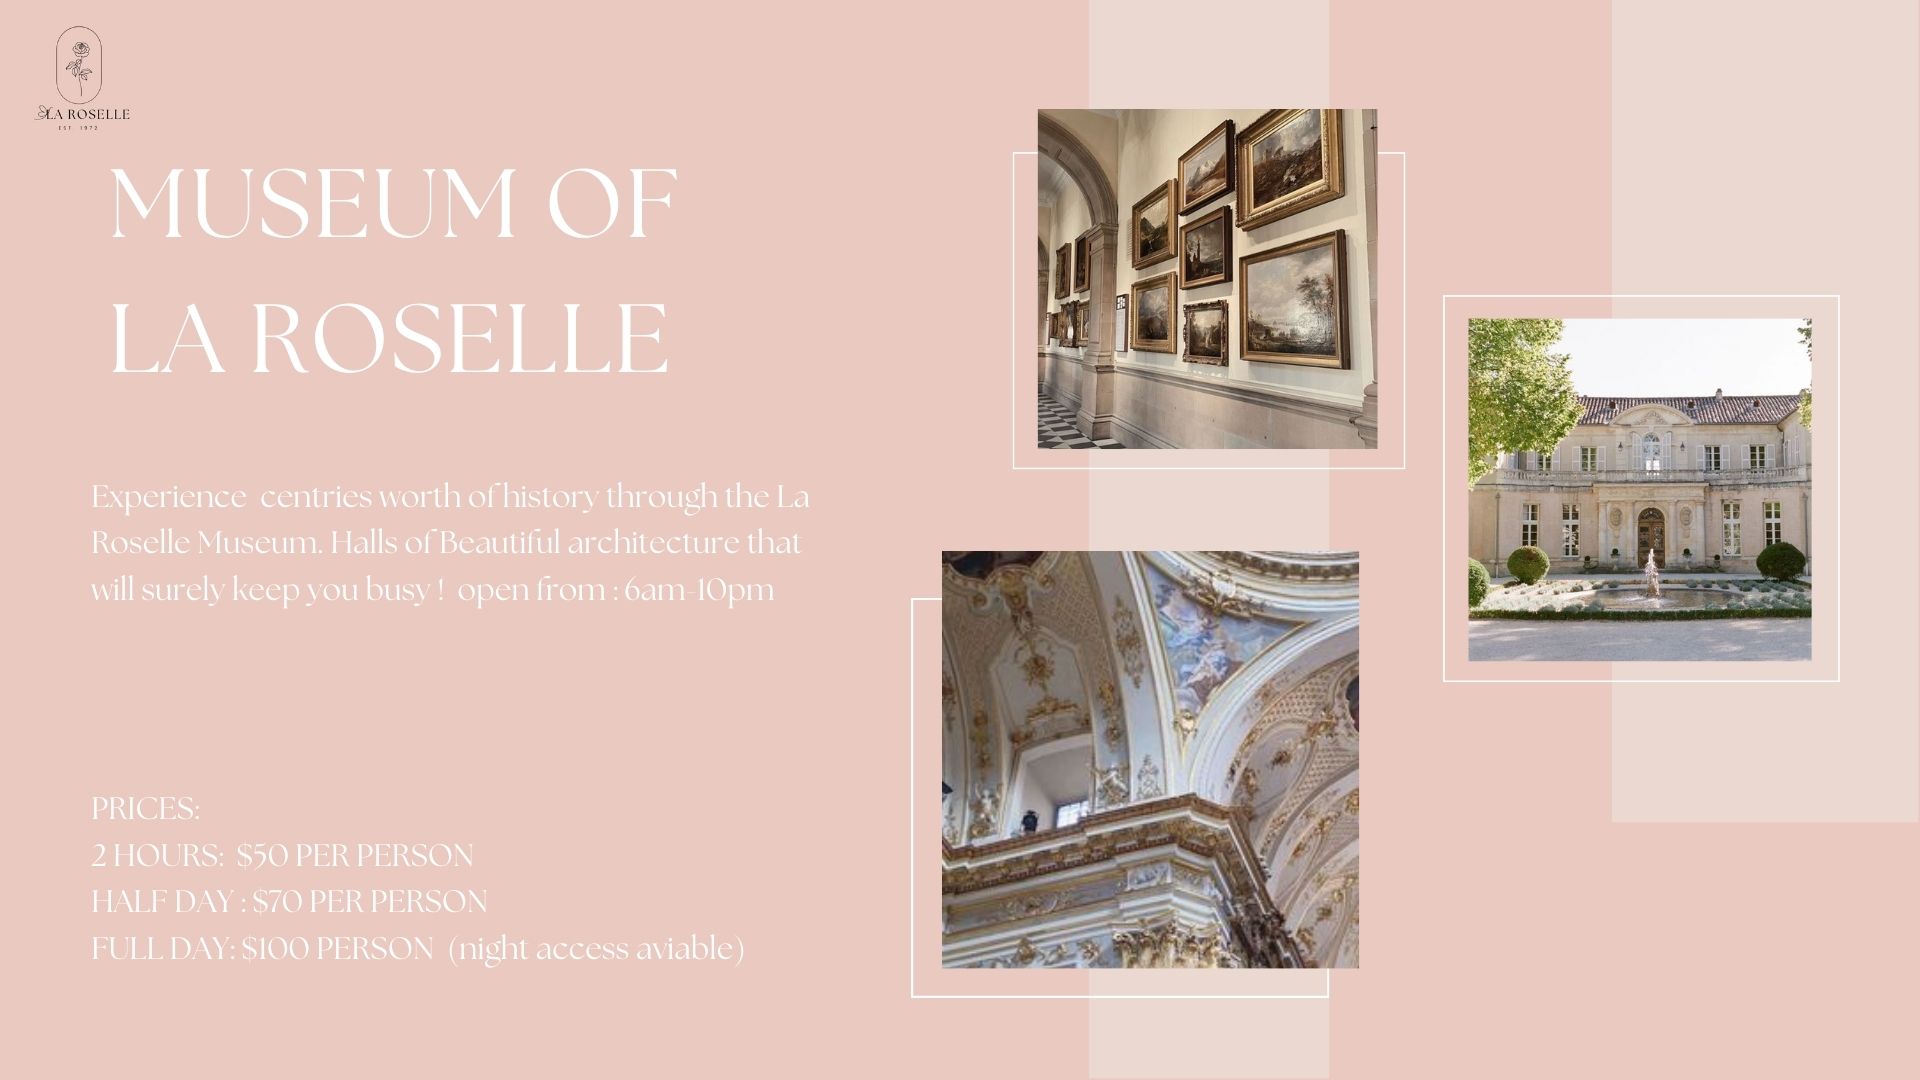 LA ROSELLE
EST. 1972
MUSEUM OF
LA ROSELLE
Experience centries worth of history through the La
Roselle Museum. Halls of Beautiful architecture that
will surely keep you busy ! open from : 6am-10pm
PRICES:
2 HOURS: $50 PER PERSON
HALF DAY : $70 PER PERSON
FULL DAY: $100 PERSON (night access aviable)